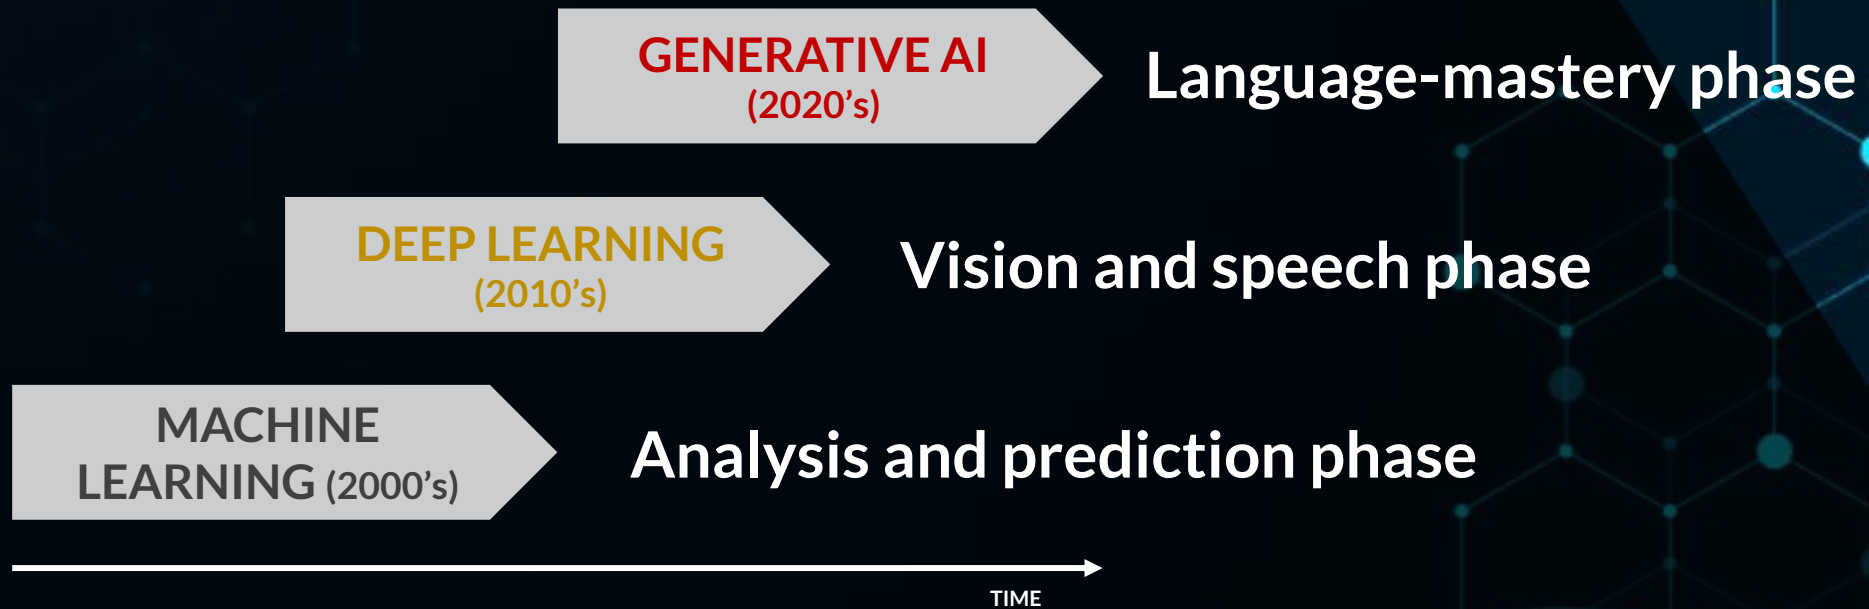 GENERATIVE AI
(2020’s)
Language-mastery phase
DEEP LEARNING
(2010’s)
Vision and speech phase
MACHINE
LEARNING (2000’s)
Analysis and prediction phase
TIME